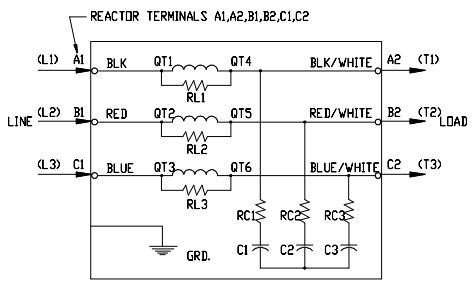 REACTOR TERMINALS A1,A2,B1,B2,C1,C2
(L1) A1 BLK QT1 QT4 BLK/WHITE A2 (T1)
RL1
(L2) B1 RED QT2 QT5 RED/WHITE B2 (T2)
LINE LOAD
RL2
(L3) C1 BLUE QT3 QT6 BLUE/WHITE C2 (T3)
RL3
RC1 RC2 RC3
C1 C2 C3
GRD.